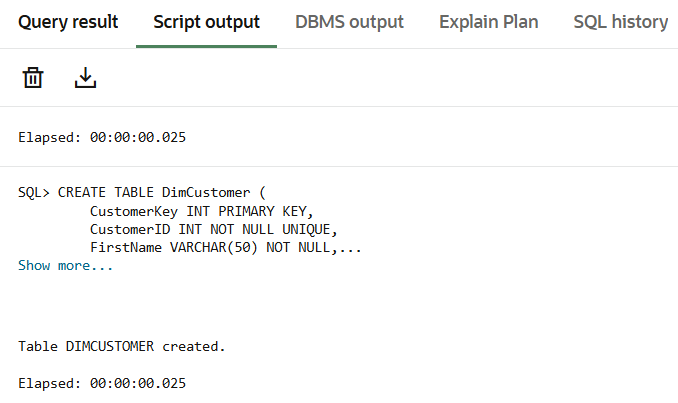 Query result Script output DBMS output Explain Plan SQL history
Elapsed: 00:00:00.025
SQL> CREATE TABLE DimCustomer (
CustomerKey INT PRIMARY KEY,
CustomerID INT NOT NULL UNIQUE,
FirstName VARCHAR(50) NOT NULL,...
Show more...
Table DIMCUSTOMER created.
Elapsed: 00:00:00.025